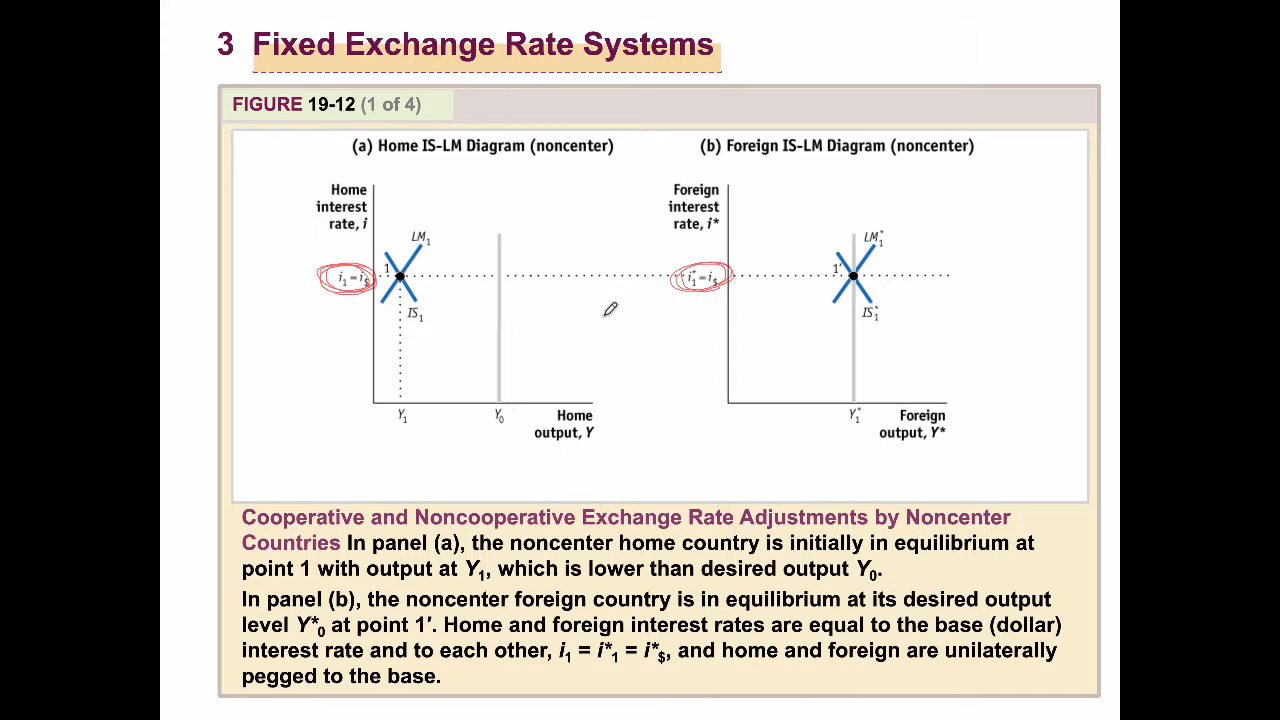 3 Fixed Exchange Rate Systems
FIGURE 19-12 (1 of 4)
(a) Home IS-LM Diagram (noncenter)
Home
interest
rate, i
LM₁
1
i₁ = i$
IS₁
Y₁
Y₀
Home
output, Y
(b) Foreign IS-LM Diagram (noncenter)
Foreign
interest
rate, i*
LM*₁
1′
i*₁ = i$
IS*₁
Y*₁
Foreign
output, Y*
Cooperative and Noncooperative Exchange Rate Adjustments by Noncenter
Countries In panel (a), the noncenter home country is initially in equilibrium at
point 1 with output at Y₁, which is lower than desired output Y₀.
In panel (b), the noncenter foreign country is in equilibrium at its desired output
level Y*₀ at point 1′. Home and foreign interest rates are equal to the base (dollar)
interest rate and to each other, i₁ = i*₁ = i*$, and home and foreign are unilaterally
pegged to the base.